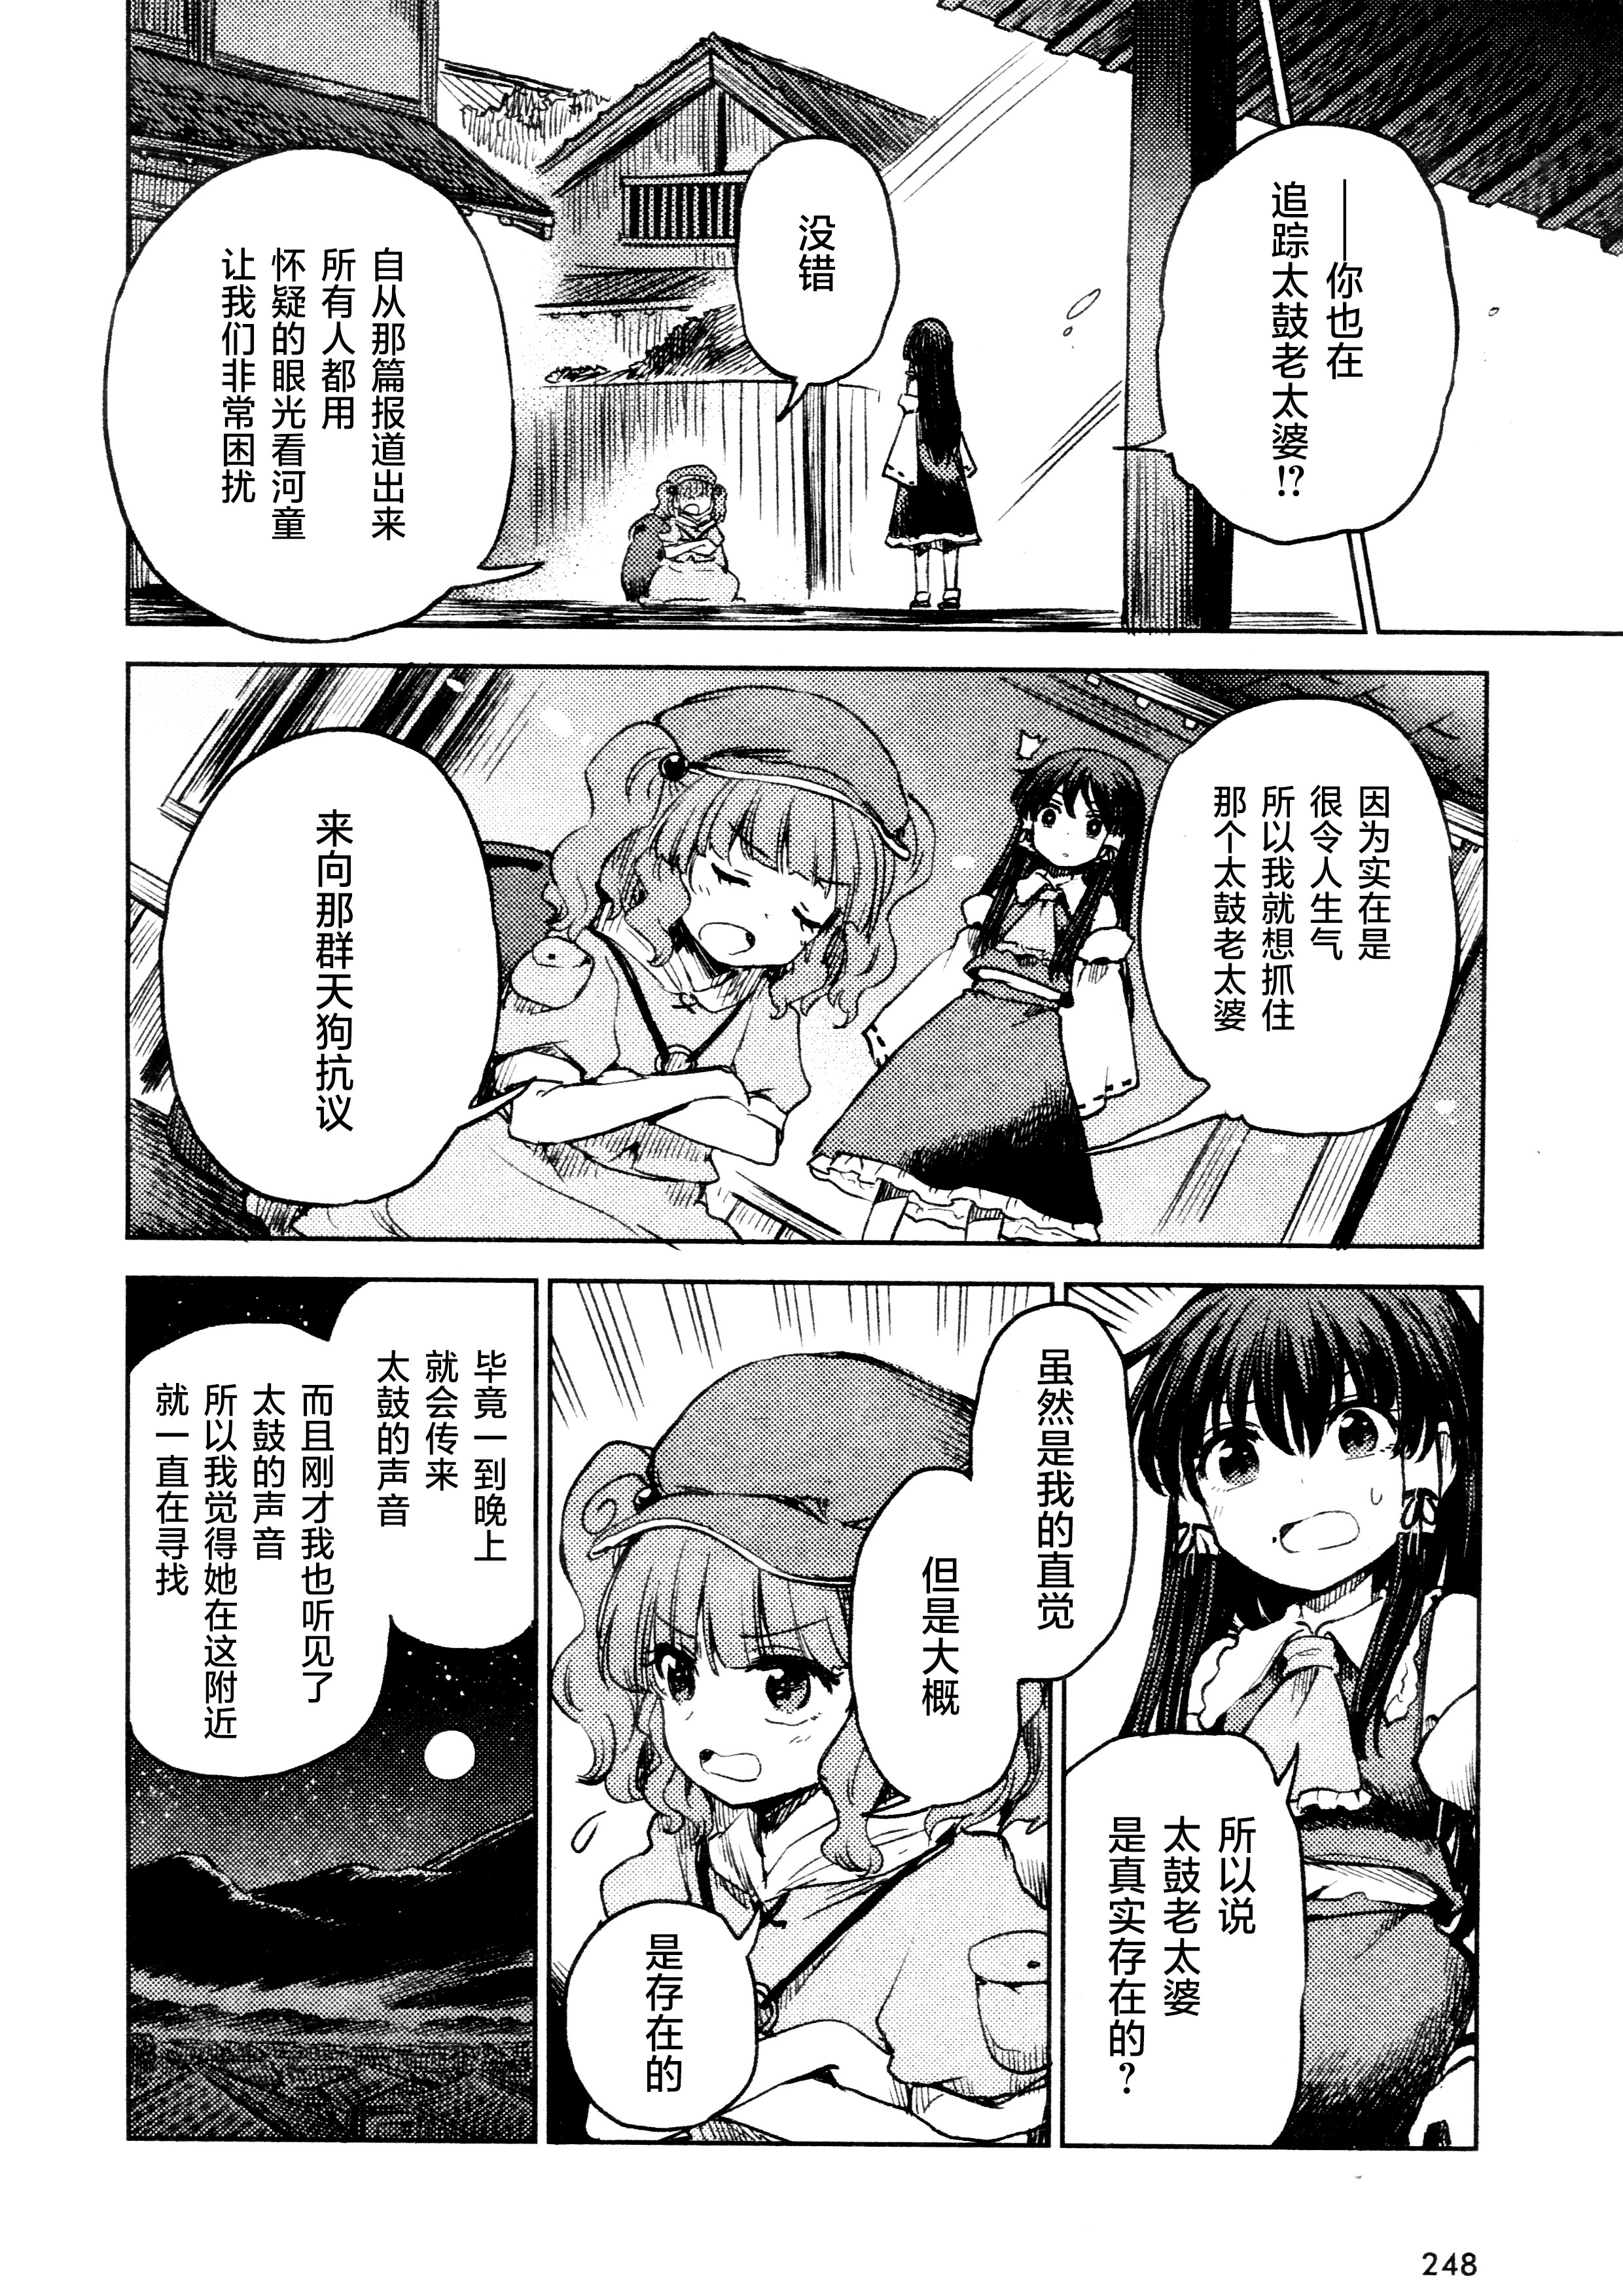 ——你也在
追踪太鼓老太婆!?
没错
自从那篇报道出来
所有人都用
怀疑的眼光看河童
让我们非常困扰
因为实在是
很令人生气
所以我就想抓住
那个太鼓老太婆
来向那群天狗抗议
所以说
太鼓老太婆
是真实存在的?
虽然是我的直觉
但是大概
是存在的
毕竟一到晚上
就会传来
太鼓的声音
而且刚才我也听见了
太鼓的声音
所以我觉得她在这附近
就一直在寻找
248